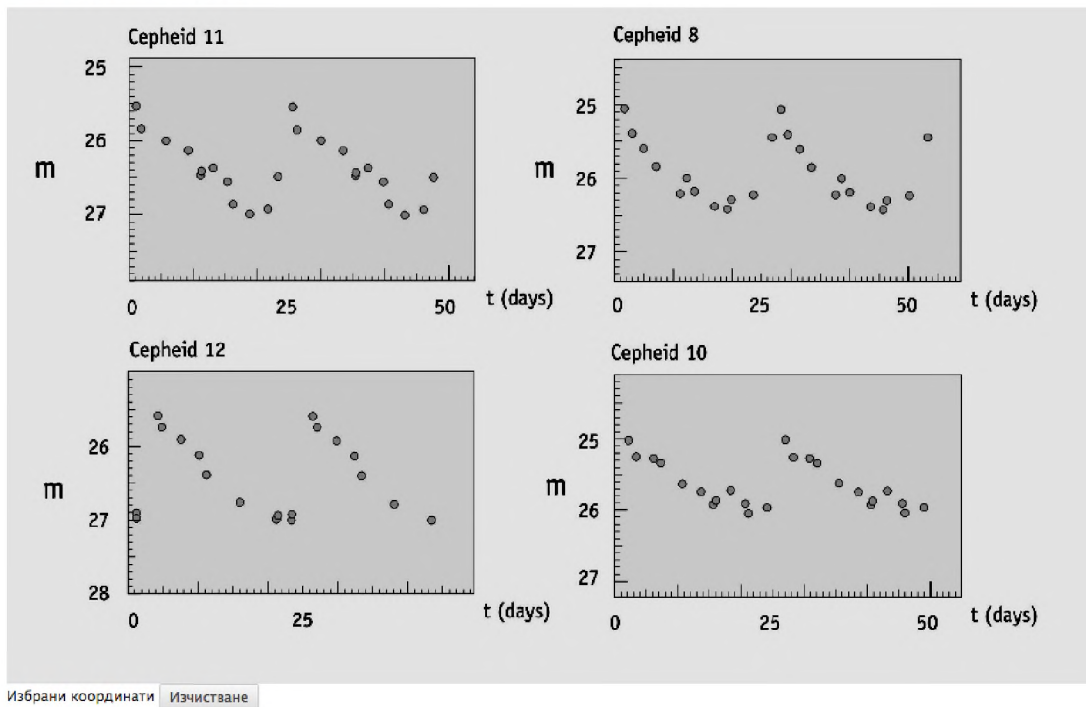 Cepheid 11
25
26
27
m
0 25 50 t (days)
Cepheid 8
25
26
27
m
0 25 50 t (days)
Cepheid 12
26
27
28
m
0 25 t (days)
Cepheid 10
25
26
27
m
0 25 50 t (days)
Избрани координати Изчистване